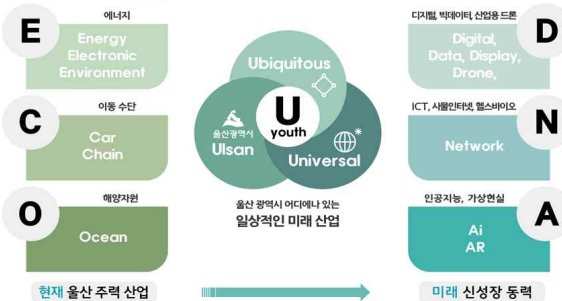 E
에너지
Energy
Electronic
Environment
C
이동 수단
Car
Chain
O
해양자원
Ocean
현재 울산 주력 산업
Ubiquitous
U
youth
울산광역시
Ulsan
Universal
울산 광역시 어디에나 있는
일상적인 미래 산업
디지털, 빅데이터, 산업용 드론
D
Digital,
Data, Display,
Drone,
ICT, 사물인터넷, 헬스바이오
N
Network
인공지능, 가상현실
A
Ai
AR
미래 신성장 동력